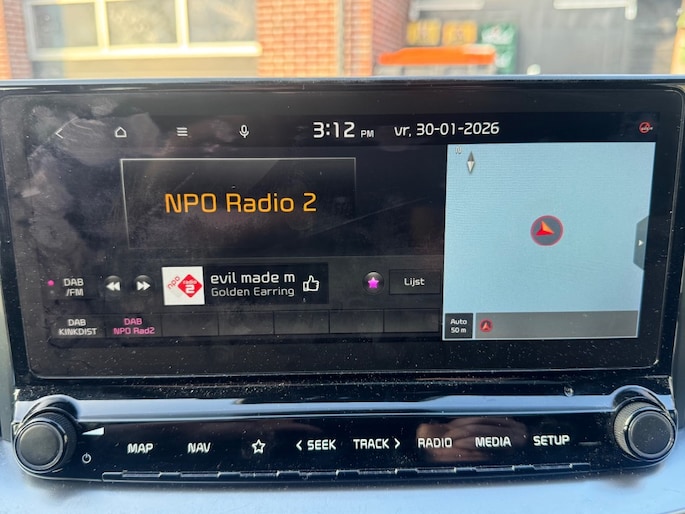 3:12 PM vr, 30-01-2026
N
NPO Radio 2
DAB
/FM
npo
radio
2
evil made m
Golden Earring
Lijst
DAB
KINKDIST
DAB
NPO Rad2
Auto
50 m
MAP
NAV
< SEEK
TRACK >
RADIO
MEDIA
SETUP